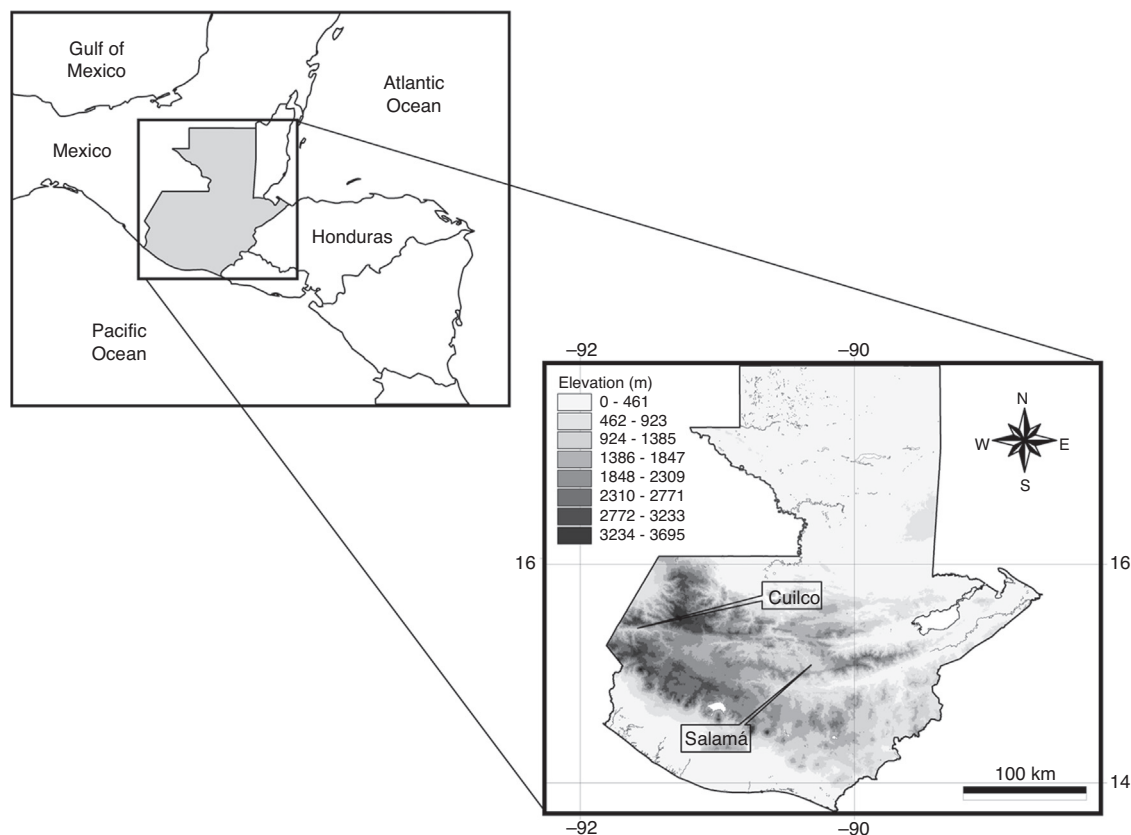 Gulf of
Mexico
Atlantic
Ocean
Mexico
Honduras
Pacific
Ocean
–92
–90
Elevation (m)
0 - 461
462 - 923
924 - 1385
1386 - 1847
1848 - 2309
2310 - 2771
2772 - 3233
3234 - 3695
N
W
E
S
16
16
Cuilco
Salamá
100 km
14
–92
–90